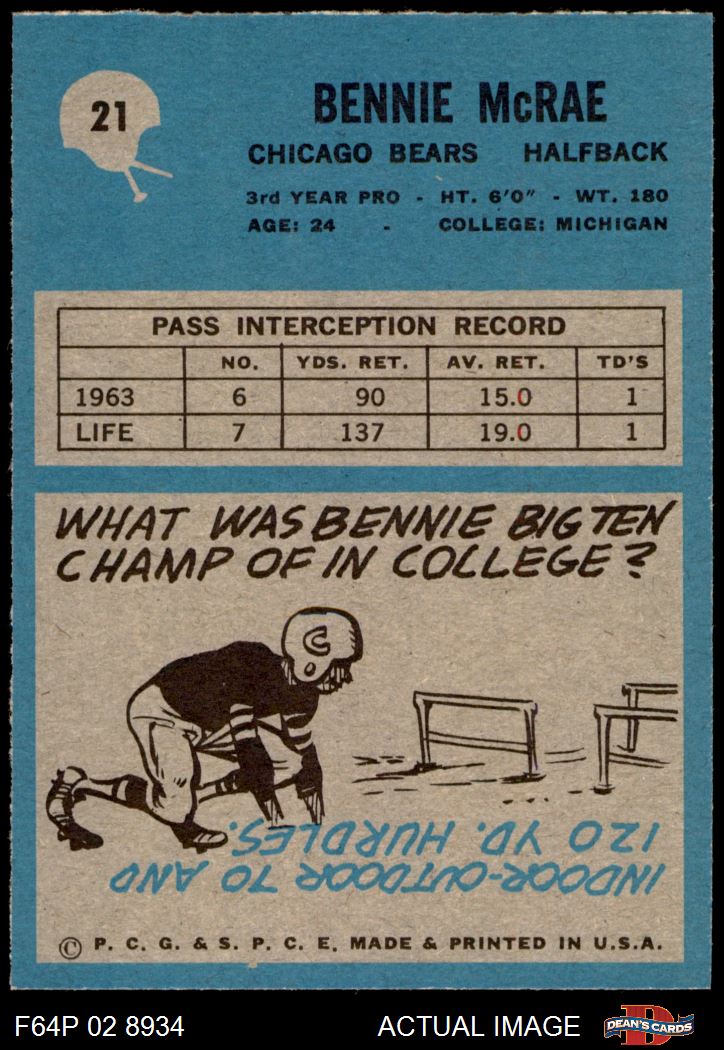 21
BENNIE McRAE
CHICAGO BEARS HALFBACK
3rd YEAR PRO - HT. 6'0" - WT. 180
AGE: 24 - COLLEGE: MICHIGAN
PASS INTERCEPTION RECORD
NO. YDS. RET. AV. RET. TD'S
1963 6 90 15.0 1
LIFE 7 137 19.0 1
WHAT WAS BENNIE BIG TEN
CHAMP OF IN COLLEGE?
C
INDOOR-OUTDOOR 70 AND
120 YD. HURDLES.
© P. C. G. & S. P. C. E. MADE & PRINTED IN U.S.A.
F64P 02 8934 ACTUAL IMAGE
D
DEAN'S CARDS